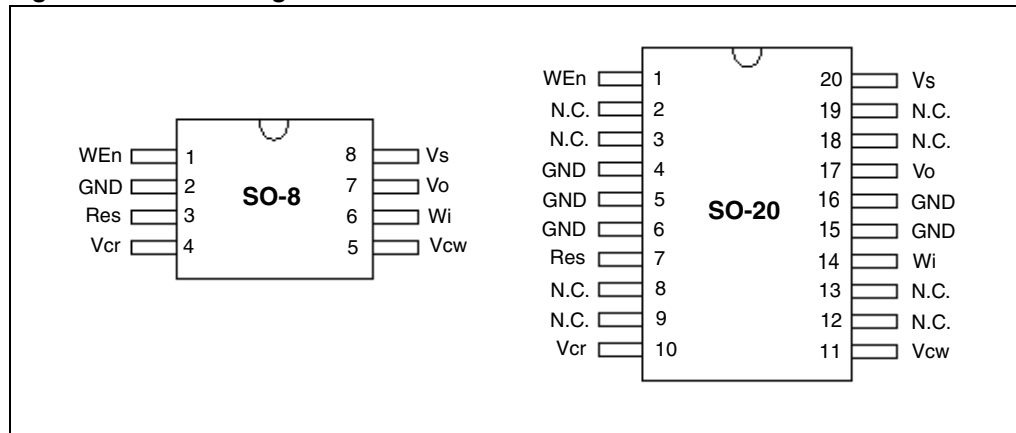 WEn 1 8 Vs
GND 2 7 Vo
Res 3 6 Wi
Vcr 4 5 Vcw
SO-8
WEn 1 20 Vs
N.C. 2 19 N.C.
N.C. 3 18 N.C.
GND 4 17 Vo
GND 5 16 GND
GND 6 15 GND
Res 7 14 Wi
N.C. 8 13 N.C.
N.C. 9 12 N.C.
Vcr 10 11 Vcw
SO-20